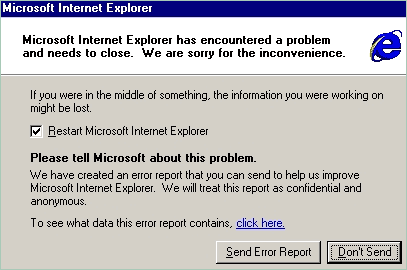 Microsoft Internet Explorer
Microsoft Internet Explorer has encountered a problem
and needs to close.  We are sorry for the inconvenience.
If you were in the middle of something, the information you were working on
might be lost.
Restart Microsoft Internet Explorer
Please tell Microsoft about this problem.
We have created an error report that you can send to help us improve
Microsoft Internet Explorer.  We will treat this report as confidential and
anonymous.
To see what data this error report contains, click here.
Send Error Report
Don't Send